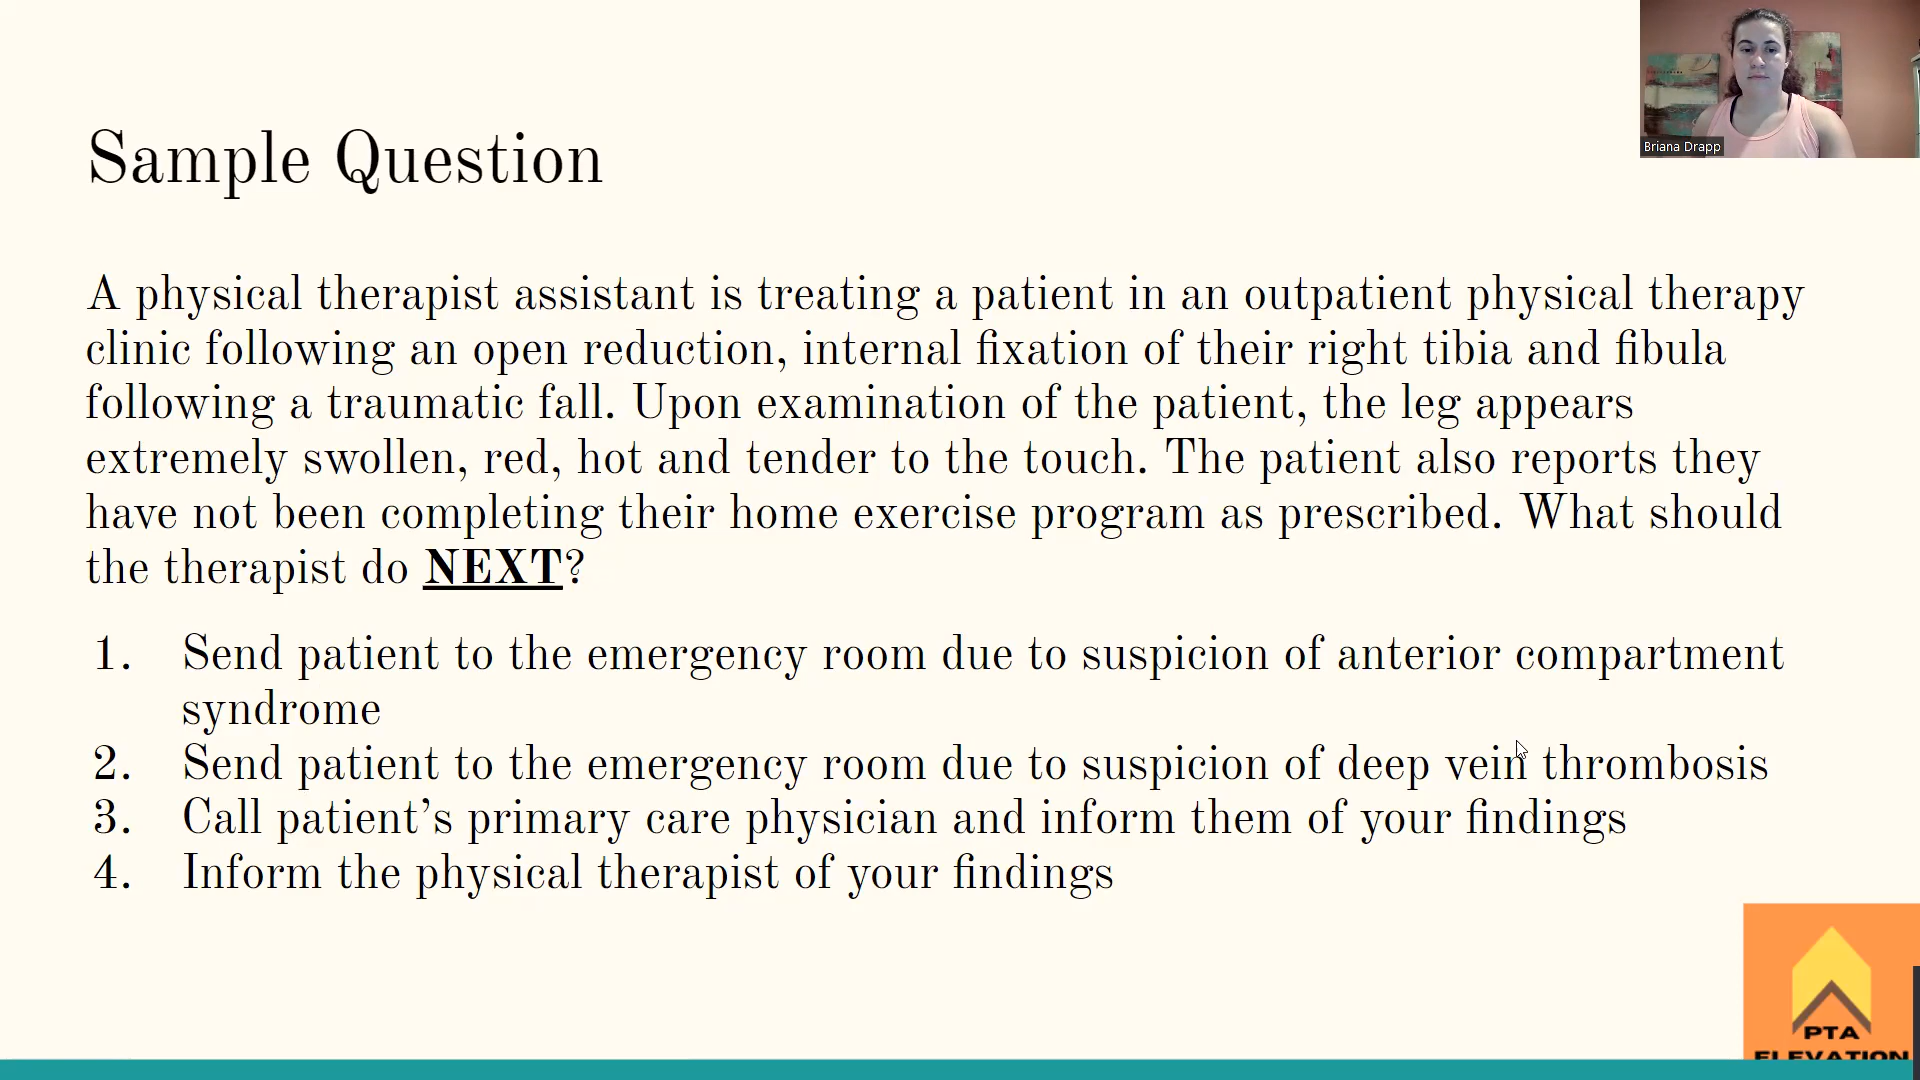 Briana Drapp
Sample Question
A physical therapist assistant is treating a patient in an outpatient physical therapy
clinic following an open reduction, internal fixation of their right tibia and fibula
following a traumatic fall. Upon examination of the patient, the leg appears
extremely swollen, red, hot and tender to the touch. The patient also reports they
have not been completing their home exercise program as prescribed. What should
the therapist do NEXT?
1. Send patient to the emergency room due to suspicion of anterior compartment
syndrome
2. Send patient to the emergency room due to suspicion of deep vein thrombosis
3. Call patient’s primary care physician and inform them of your findings
4. Inform the physical therapist of your findings
PTA
ELEVATION